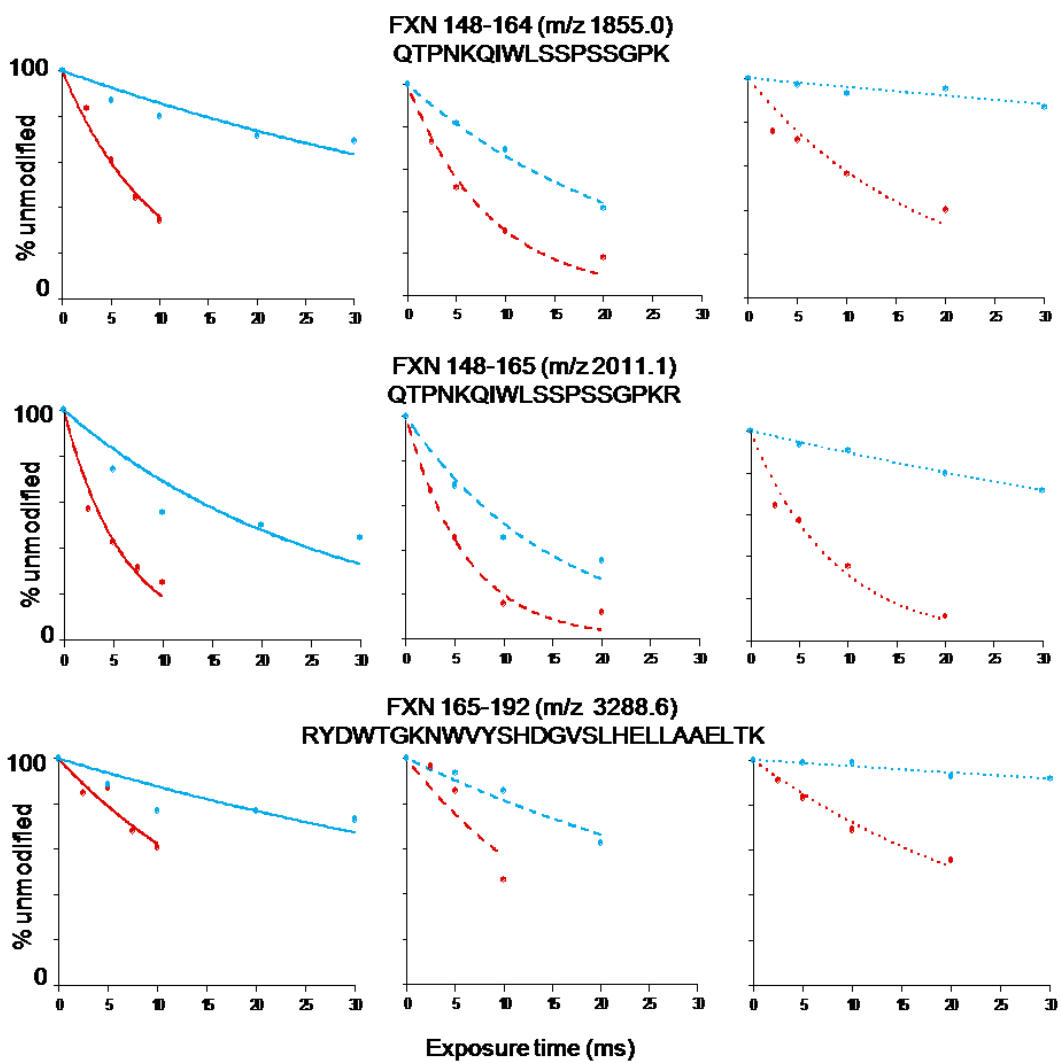 FXN 148-164 (m/z 1855.0)
QTPNKQIWLSSPSSGPK
100
% unmodified
0
0 5 10 15 20 25 30
0 5 10 15 20 25 30
0 5 10 15 20 25 30
FXN 148-165 (m/z 2011.1)
QTPNKQIWLSSPSSGPKR
100
% unmodified
0
0 5 10 15 20 25 30
0 5 10 15 20 25 30
0 5 10 15 20 25 30
FXN 165-192 (m/z 3288.6)
RYDWTGKNWVYSHDGVSLHELLAAELTK
100
% unmodified
0
0 5 10 15 20 25 30
0 5 10 15 20 25 30
0 5 10 15 20 25 30
Exposure time (ms)